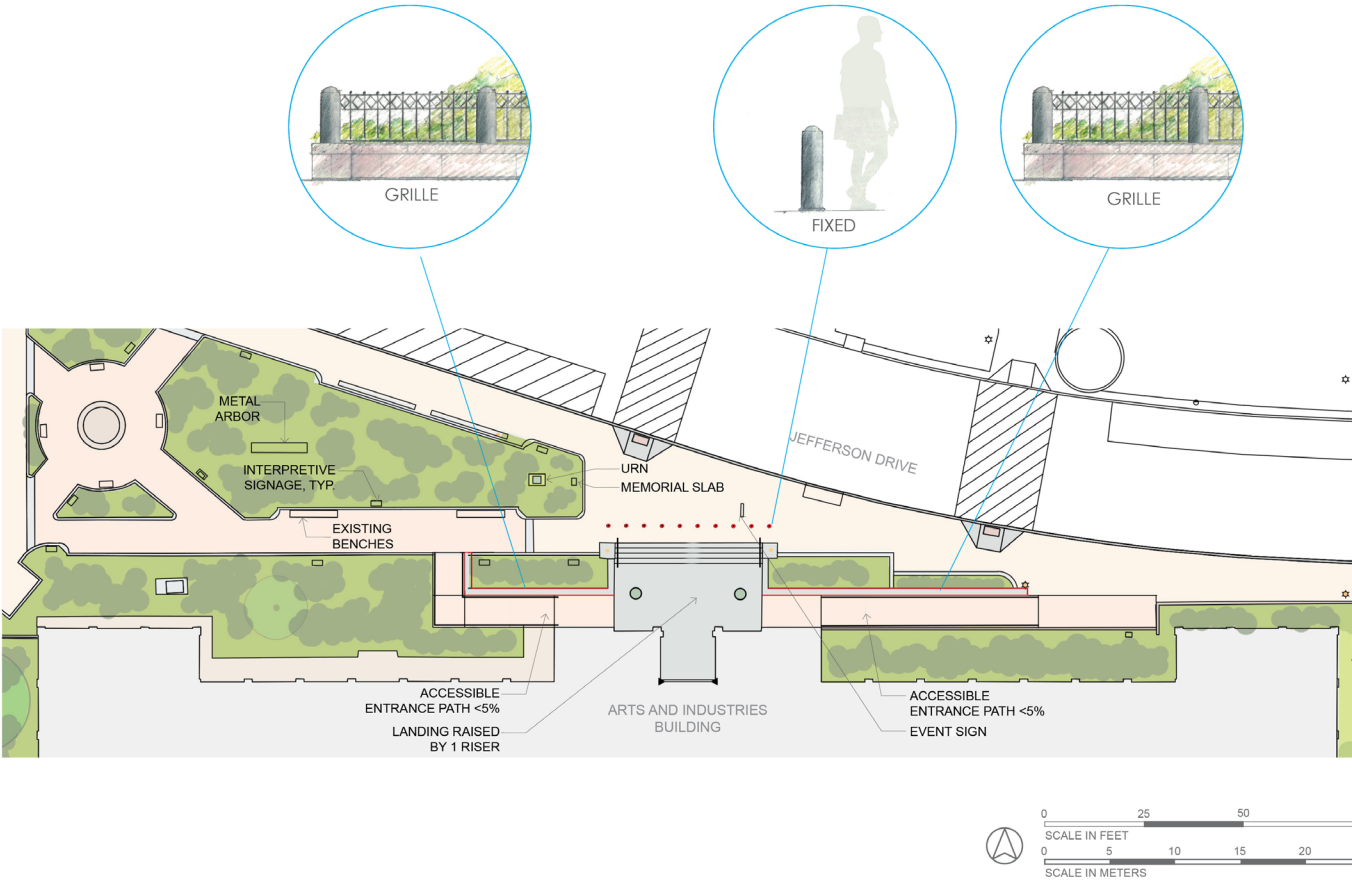 GRILLE
FIXED
GRILLE
METAL
ARBOR
INTERPRETIVE
SIGNAGE, TYP.
EXISTING
BENCHES
URN
MEMORIAL SLAB
JEFFERSON DRIVE
ACCESSIBLE
ENTRANCE PATH <5%
LANDING RAISED
BY 1 RISER
ARTS AND INDUSTRIES
BUILDING
ACCESSIBLE
ENTRANCE PATH <5%
EVENT SIGN
0 25 50
SCALE IN FEET
0 5 10 15 20
SCALE IN METERS